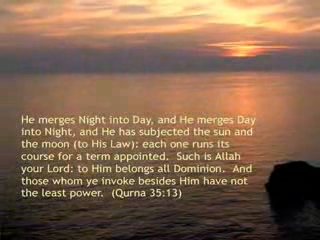 He merges Night into Day, and He merges Day
into Night, and He has subjected the sun and
the moon (to His Law): each one runs its
course for a term appointed.  Such is Allah
your Lord: to Him belongs all Dominion.  And
those whom ye invoke besides Him have not
the least power.  (Qurna 35:13)